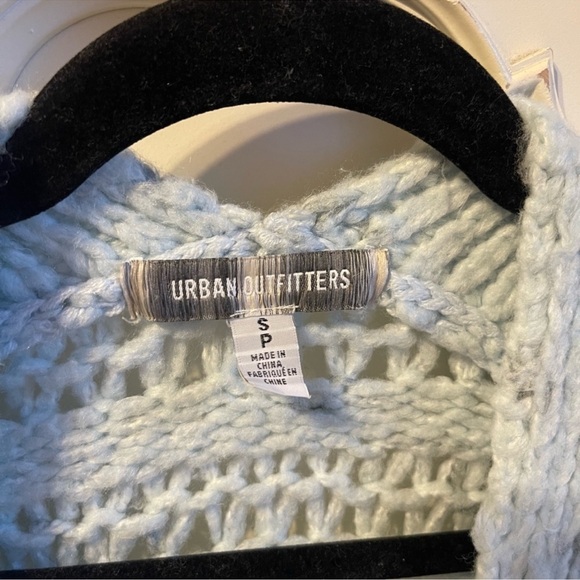 URBAN OUTFITTERS
S
P
MADE IN
CHINA
FABRIQUÉ EN
CHINE